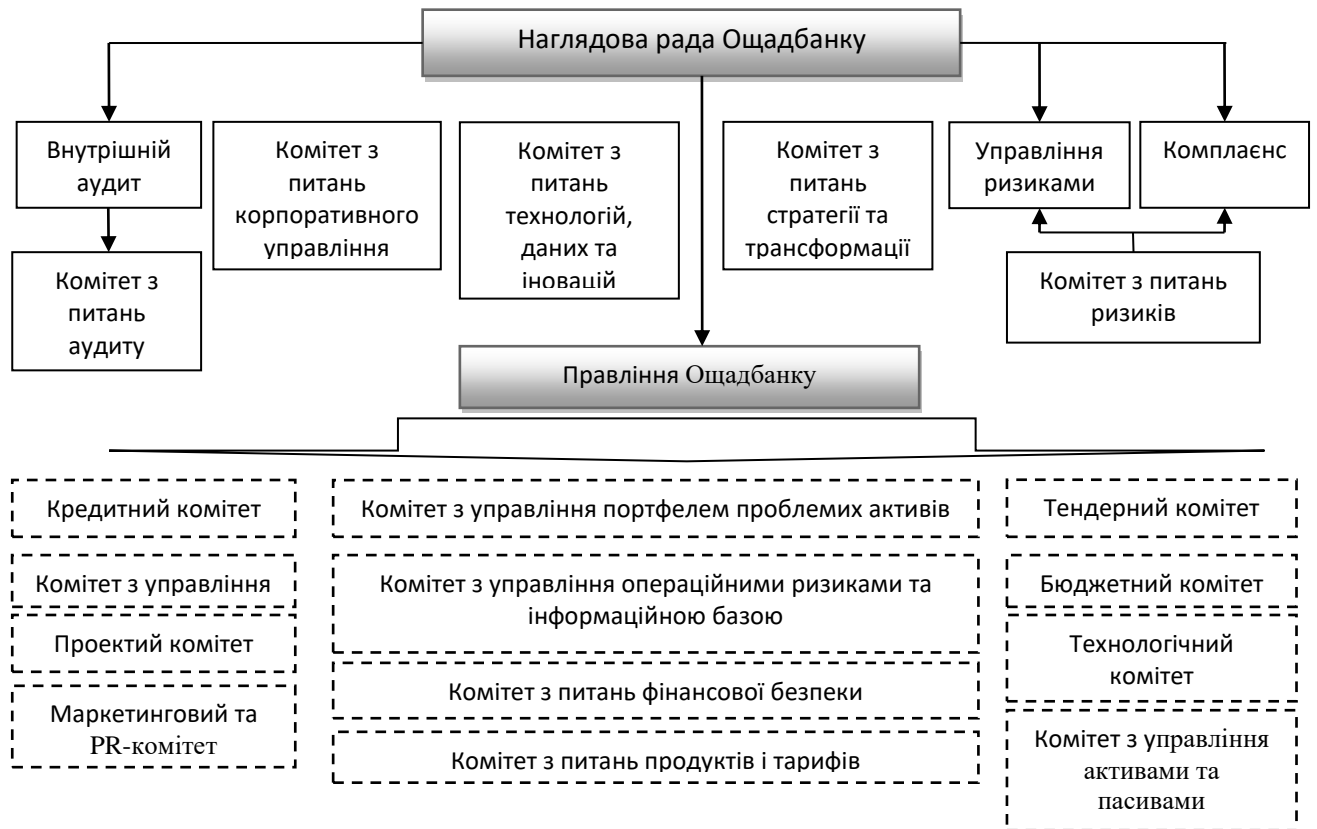 Наглядова рада Ощадбанку
Внутрішній
аудит
Комітет з
питань
корпоративного
управління
Комітет з
питань
технологій,
даних та
іновацій
Комітет з
питань
стратегії та
трансформації
Управління
ризиками
Комплаєнс
Комітет з
питань
аудиту
Комітет з питань
ризиків
Правління Ощадбанку
Кредитний комітет
Комітет з управління
Проектий комітет
Маркетинговий та
PR-комітет
Комітет з управління портфелем проблемих активів
Комітет з управління операційними ризиками та
інформаційною базою
Комітет з питань фінансової безпеки
Комітет з питань продуктів і тарифів
Тендерний комітет
Бюджетний комітет
Технологічний
комітет
Комітет з управління
активами та
пасивами